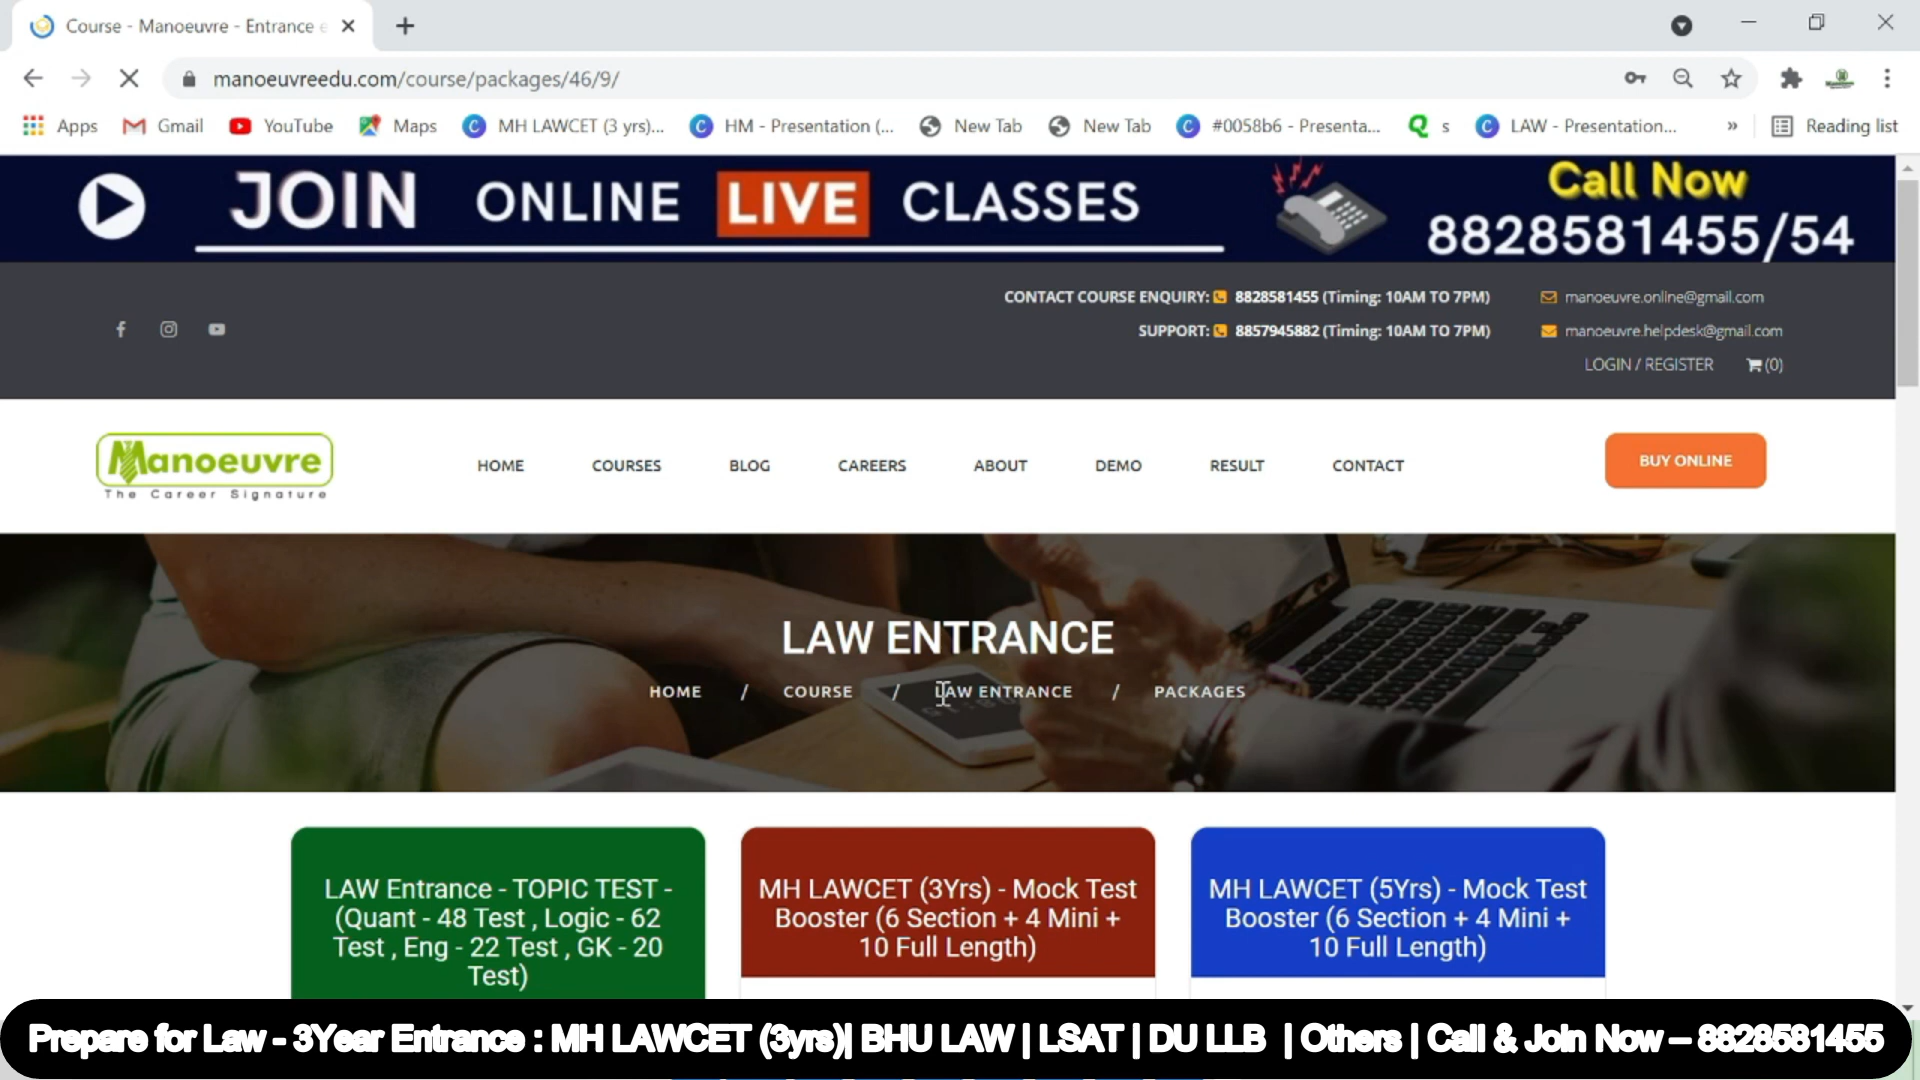 Course - Manoeuvre - Entrance e
manoeuvreedu.com/course/packages/46/9/
Apps Gmail YouTube Maps MH LAWCET (3 yrs)... HM - Presentation (... New Tab New Tab #0058b6 - Presenta... s LAW - Presentation... » Reading list
JOIN ONLINE LIVE CLASSES
Call Now
8828581455/54
CONTACT COURSE ENQUIRY: 8828581455 (Timing: 10AM TO 7PM) manoeuvre.online@gmail.com
SUPPORT: 8857945882 (Timing: 10AM TO 7PM) manoeuvre.helpdesk@gmail.com
LOGIN / REGISTER (0)
Manoeuvre
The Career Signature
HOME COURSES BLOG CAREERS ABOUT DEMO RESULT CONTACT BUY ONLINE
LAW ENTRANCE
HOME / COURSE / LAW ENTRANCE / PACKAGES
LAW Entrance - TOPIC TEST -
(Quant - 48 Test , Logic - 62
Test , Eng - 22 Test , GK - 20
Test)
MH LAWCET (3Yrs) - Mock Test
Booster (6 Section + 4 Mini +
10 Full Length)
MH LAWCET (5Yrs) - Mock Test
Booster (6 Section + 4 Mini +
10 Full Length)
Prepare for Law - 3Year Entrance : MH LAWCET (3yrs)| BHU LAW | LSAT | DU LLB | Others | Call & Join Now – 8828581455